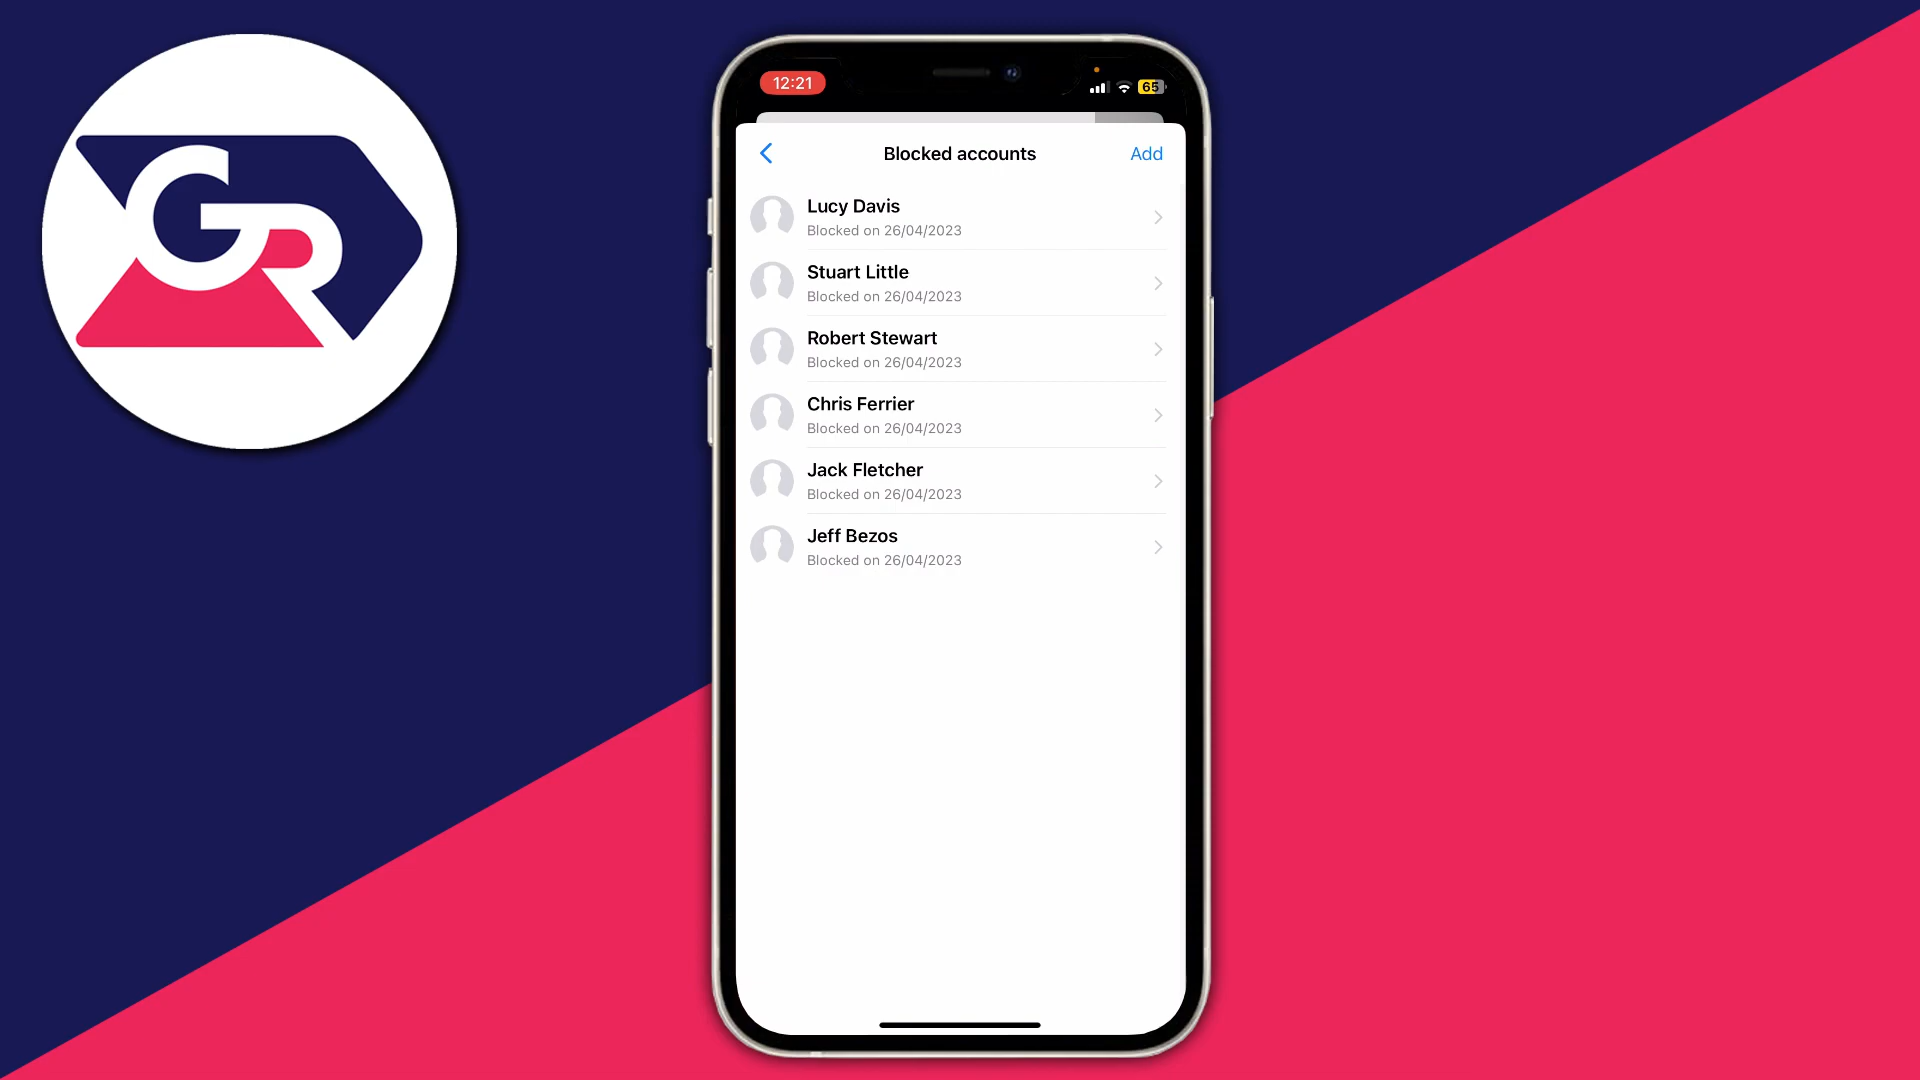 GR
12:21
65
Blocked accounts
Add
Lucy Davis
Blocked on 26/04/2023
Stuart Little
Blocked on 26/04/2023
Robert Stewart
Blocked on 26/04/2023
Chris Ferrier
Blocked on 26/04/2023
Jack Fletcher
Blocked on 26/04/2023
Jeff Bezos
Blocked on 26/04/2023